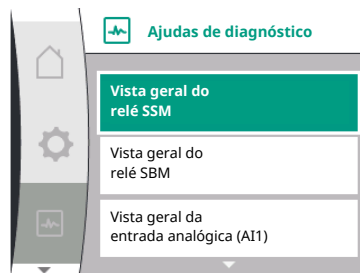 Ajudas de diagnóstico
Vista geral do
relé SSM
Vista geral do
relé SBM
Vista geral da
entrada analógica (AI1)